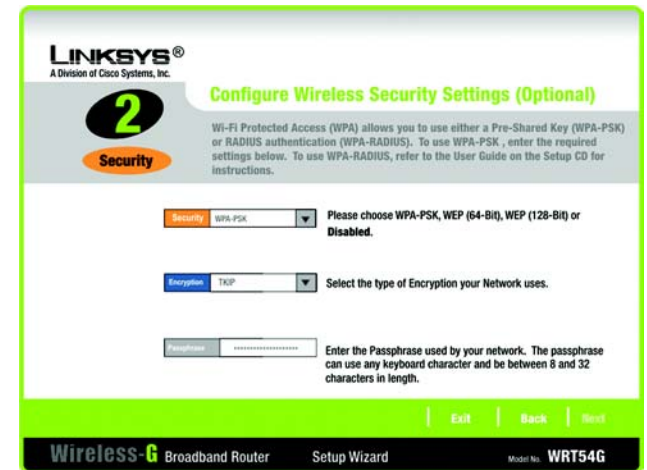 LINKSYS®
A Division of Cisco Systems, Inc.
2
Security
Configure Wireless Security Settings (Optional)
Wi-Fi Protected Access (WPA) allows you to use either a Pre-Shared Key (WPA-PSK)
or RADIUS authentication (WPA-RADIUS). To use WPA-PSK , enter the required
settings below. To use WPA-RADIUS, refer to the User Guide on the Setup CD for
instructions.
Security WPA-PSK
Please choose WPA-PSK, WEP (64-Bit), WEP (128-Bit) or
Disabled.
Encryption TKIP
Select the type of Encryption your Network uses.
Passphrase ********************
Enter the Passphrase used by your network. The passphrase
can use any keyboard character and be between 8 and 32
characters in length.
Exit Back Next
Wireless-G Broadband Router Setup Wizard Model No. WRT54G